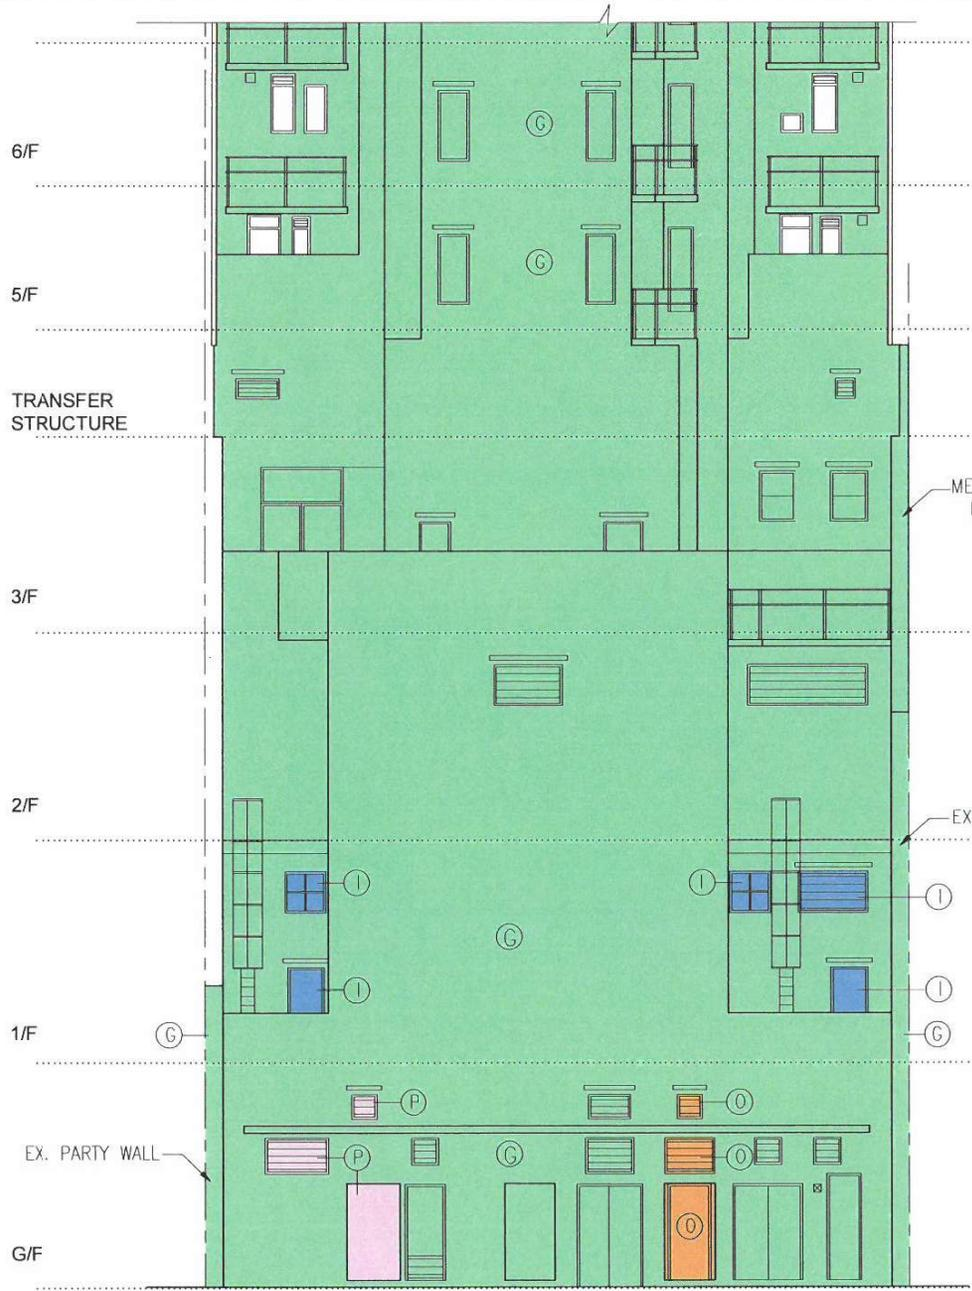 G
6/F
G
5/F
TRANSFER
STRUCTURE
ME
3/F
2/F
EX
I
I
I
G
I
I
1/F
G
G
P
O
EX. PARTY WALL
P
G
O
O
G/F